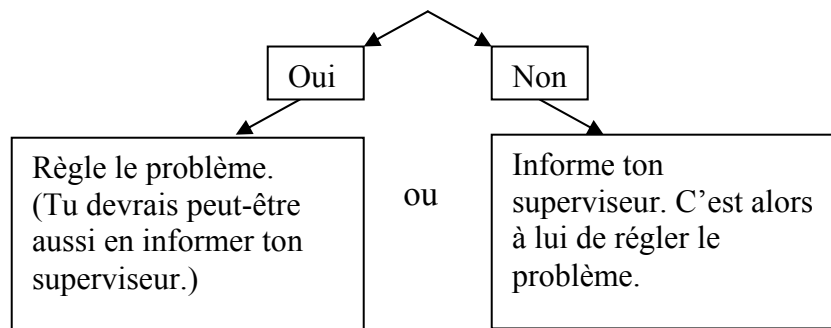 Oui
Non
Règle le problème.
(Tu devrais peut-être
aussi en informer ton
superviseur.)
ou
Informe ton
superviseur. C’est alors
à lui de régler le
problème.